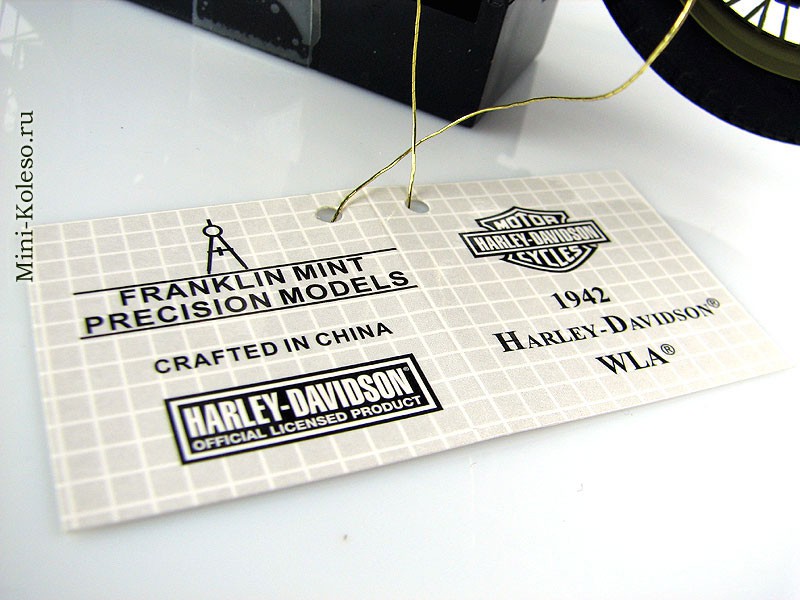 Mini-Koleso.ru
FRANKLIN MINT
PRECISION MODELS
CRAFTED IN CHINA
HARLEY-DAVIDSON®
OFFICIAL LICENSED PRODUCT
MOTOR
HARLEY-DAVIDSON
CYCLES
1942
HARLEY-DAVIDSON®
WLA®